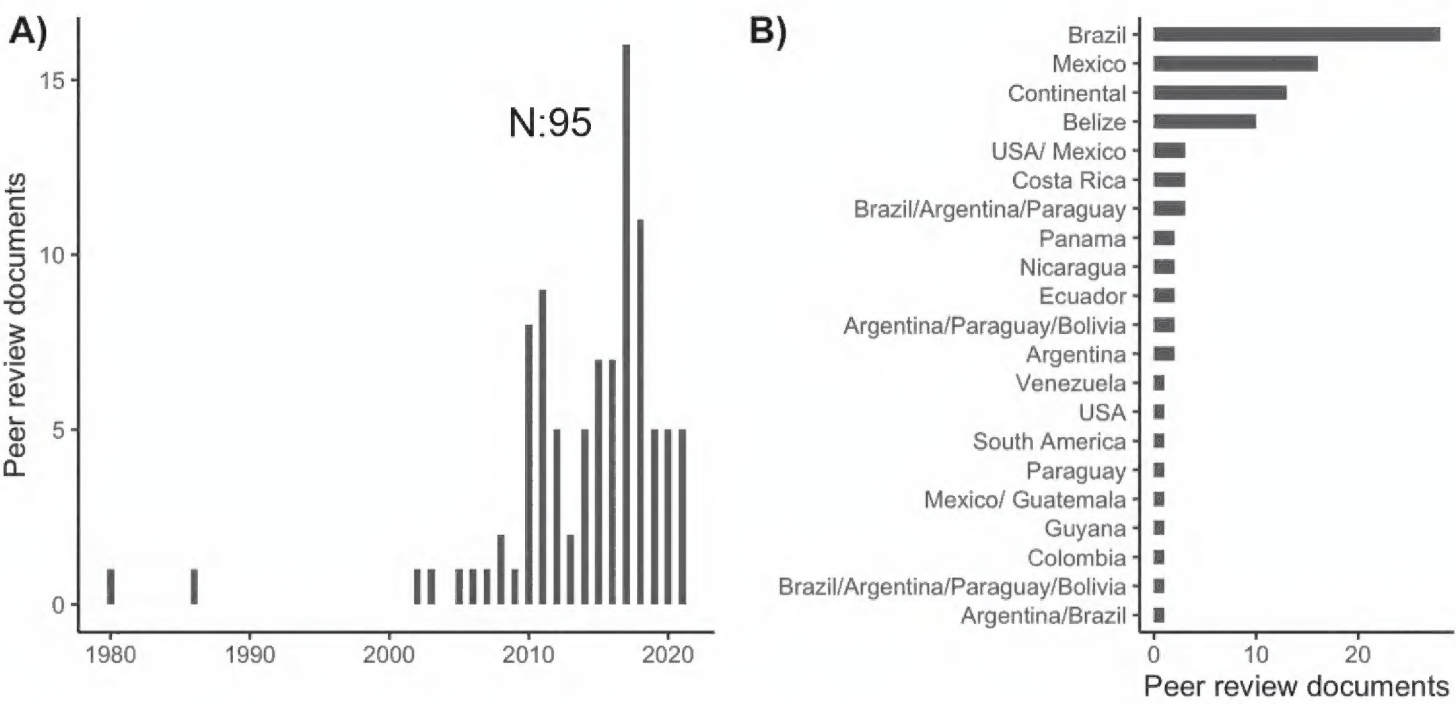 A)
Peer review documents
15
10
5
0
N:95
1980
1990
2000
2010
2020
B)
Brazil
Mexico
Continental
Belize
USA/ Mexico
Costa Rica
Brazil/Argentina/Paraguay
Panama
Nicaragua
Ecuador
Argentina/Paraguay/Bolivia
Argentina
Venezuela
USA
South America
Paraguay
Mexico/ Guatemala
Guyana
Colombia
Brazil/Argentina/Paraguay/Bolivia
Argentina/Brazil
0
10
20
Peer review documents